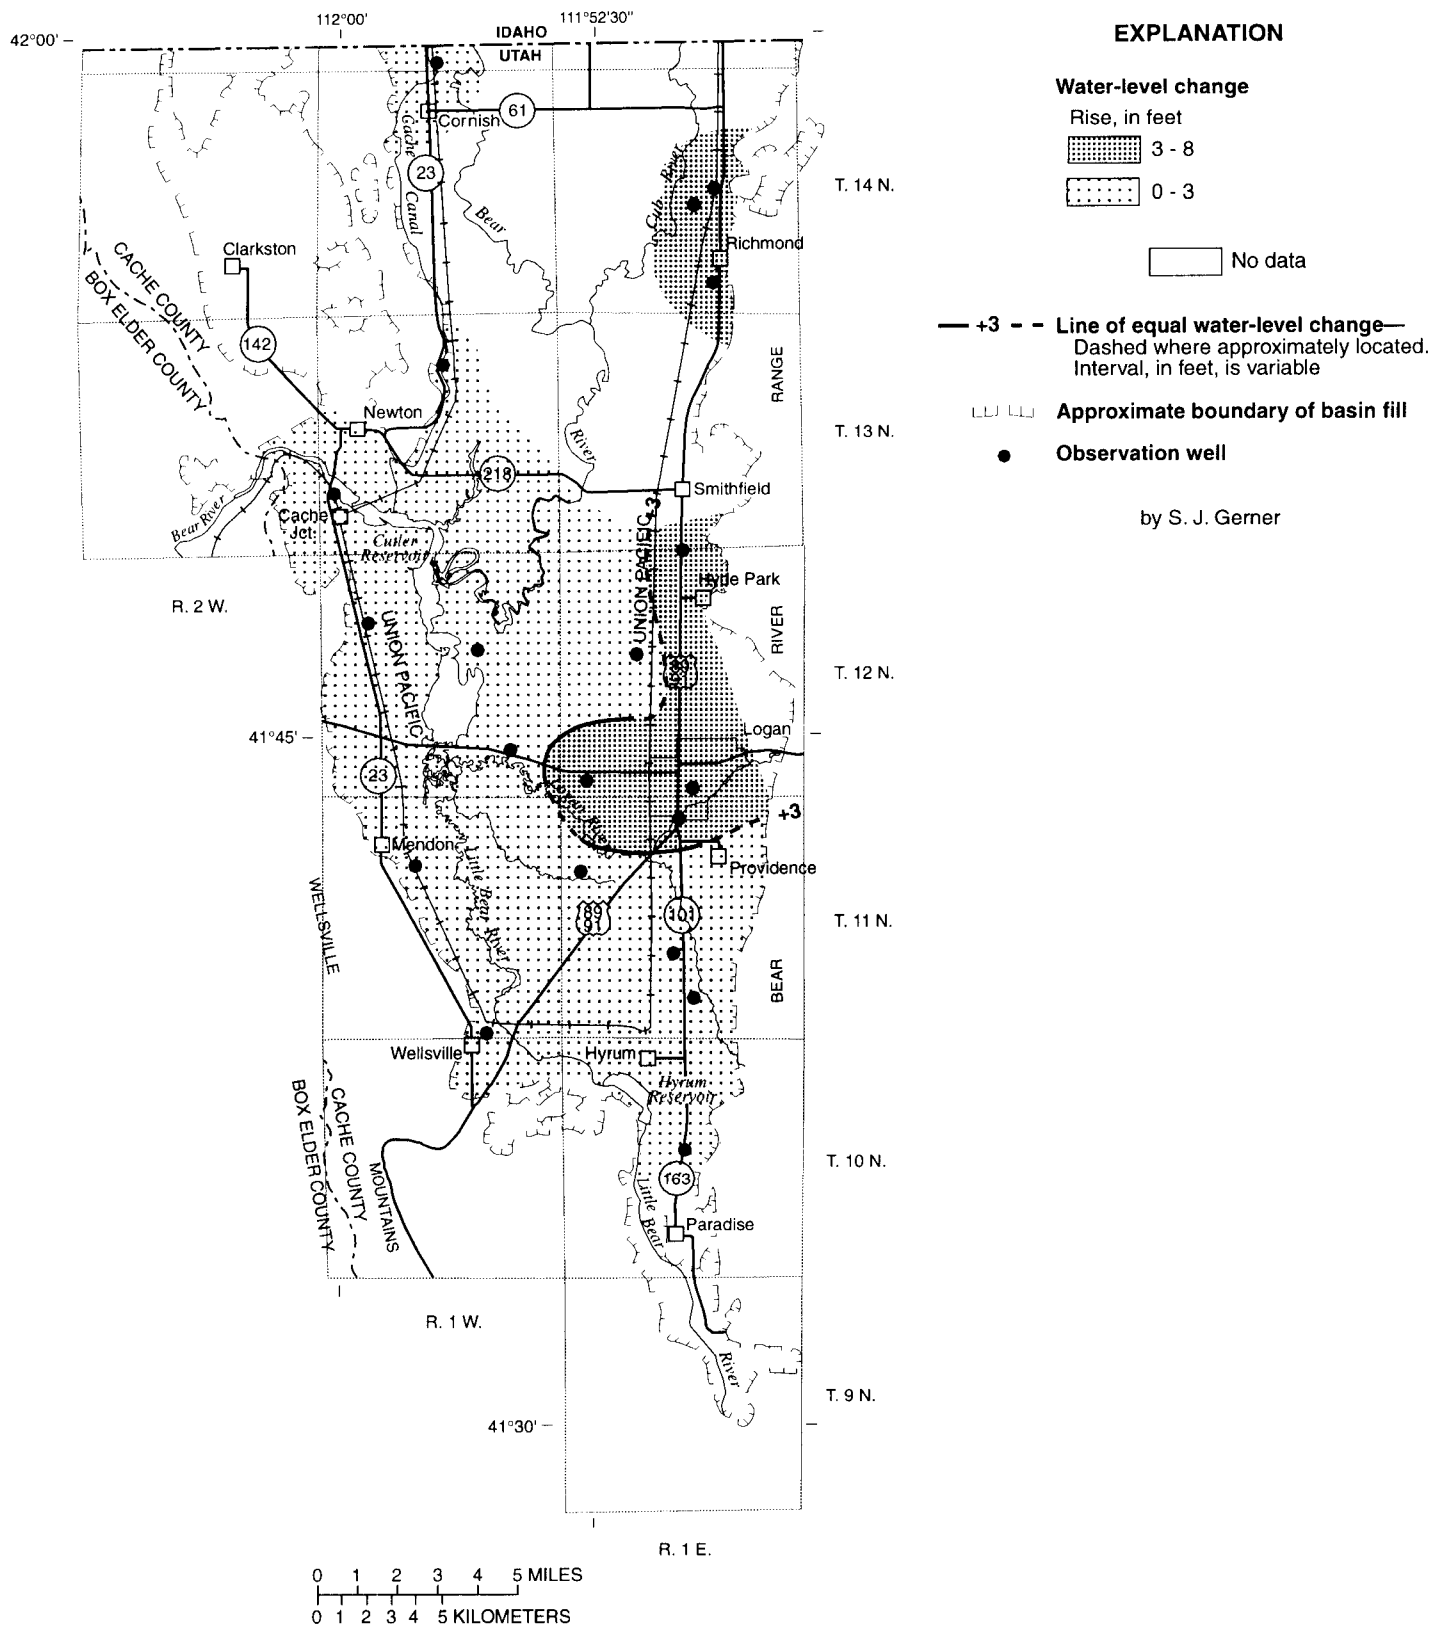 112°00'
111°52'30"
42°00'
IDAHO
UTAH
EXPLANATION
Water-level change
Rise, in feet
3 - 8
0 - 3
No data
+3
Line of equal water-level change—
Dashed where approximately located.
Interval, in feet, is variable
Approximate boundary of basin fill
Observation well
by S. J. Gerner
61
Cornish
Cache
Canal
23
Bear
Cub River
T. 14 N.
Clarkston
Richmond
CACHE COUNTY
BOX ELDER COUNTY
142
RANGE
Newton
River
T. 13 N.
218
Smithfield
+3
Bear River
Cache
Jct.
Cutler
Reservoir
UNION PACIFIC
Hyde Park
R. 2 W.
UNION PACIFIC
RIVER
89
91
T. 12 N.
41°45'
Logan
23
Logan River
+3
Mendon
Little Bear River
Providence
WELLSVILLE
89
91
101
T. 11 N.
BEAR
Wellsville
Hyrum
Hyrum
Reservoir
CACHE COUNTY
BOX ELDER COUNTY
MOUNTAINS
T. 10 N.
163
Little Bear
Paradise
R. 1 W.
River
T. 9 N.
41°30'
R. 1 E.
0 1 2 3 4 5 MILES
0 1 2 3 4 5 KILOMETERS